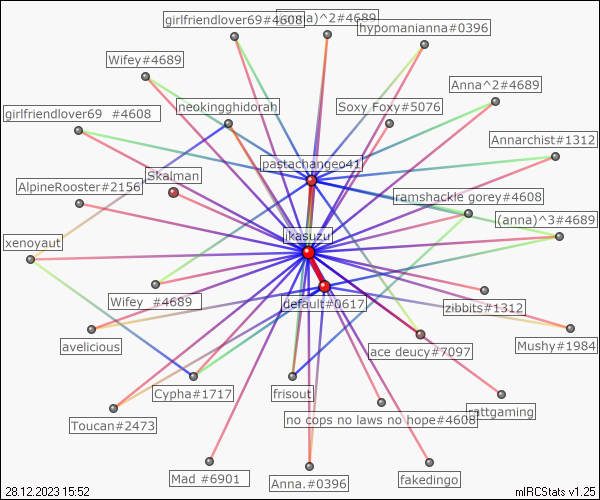 girlfriendlover69#4608
)^2#4689
hypomanianna#0396
Wifey#4689
Anna^2#4689
girlfriendlover69 #4608
neokingghidorah
Soxy Foxy#5076
Annarchist#1312
pastachangeo41
Skalman
AlpineRooster#2156
ramshackle gorey#4608
(anna)^3#4689
ikasuzu
xenoyaut
Wifey #4689
default#0617
zibbits#1312
avelicious
ace deucy#7097
Mushy#1984
Cypha#1717
frisout
rattgaming
Toucan#2473
no cops no laws no hope#4608
Mad #6901
Anna.#0396
fakedingo
28.12.2023 15:52
mIRCStats v1.25